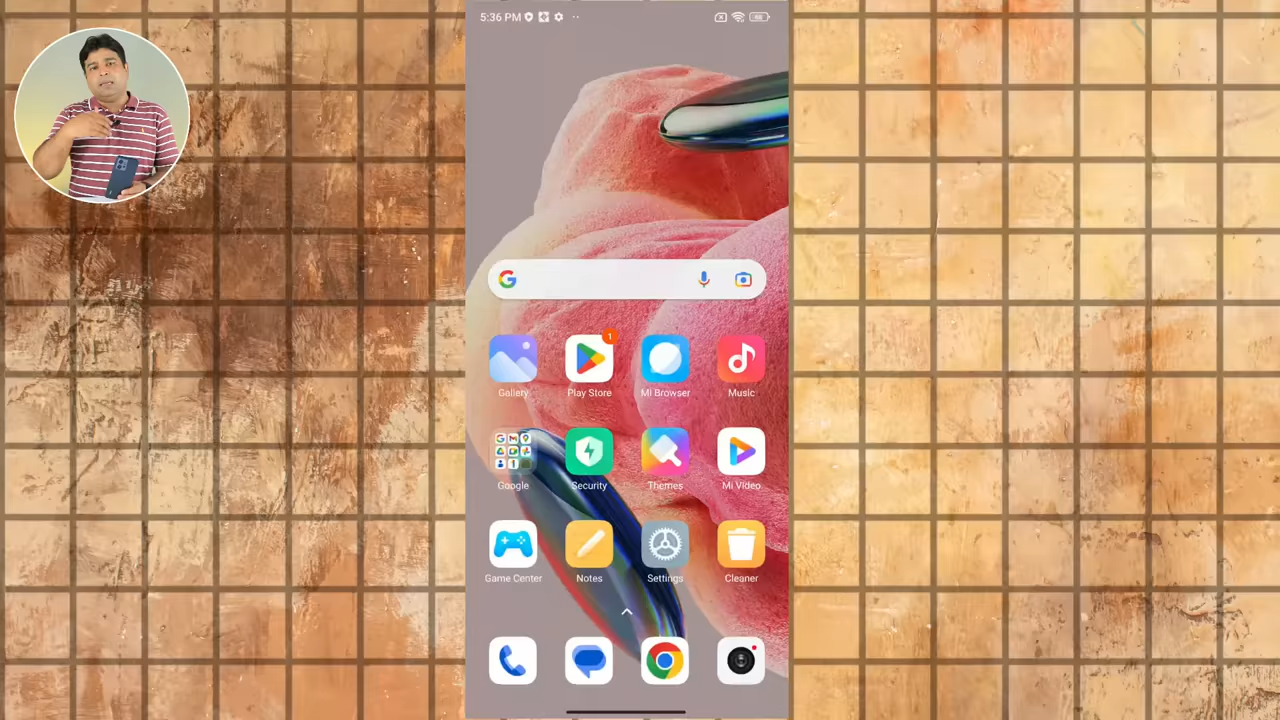 5:36 PM
1
Gallery Play Store Mi Browser Music
Google Security Themes Mi Video
Game Center Notes Settings Cleaner